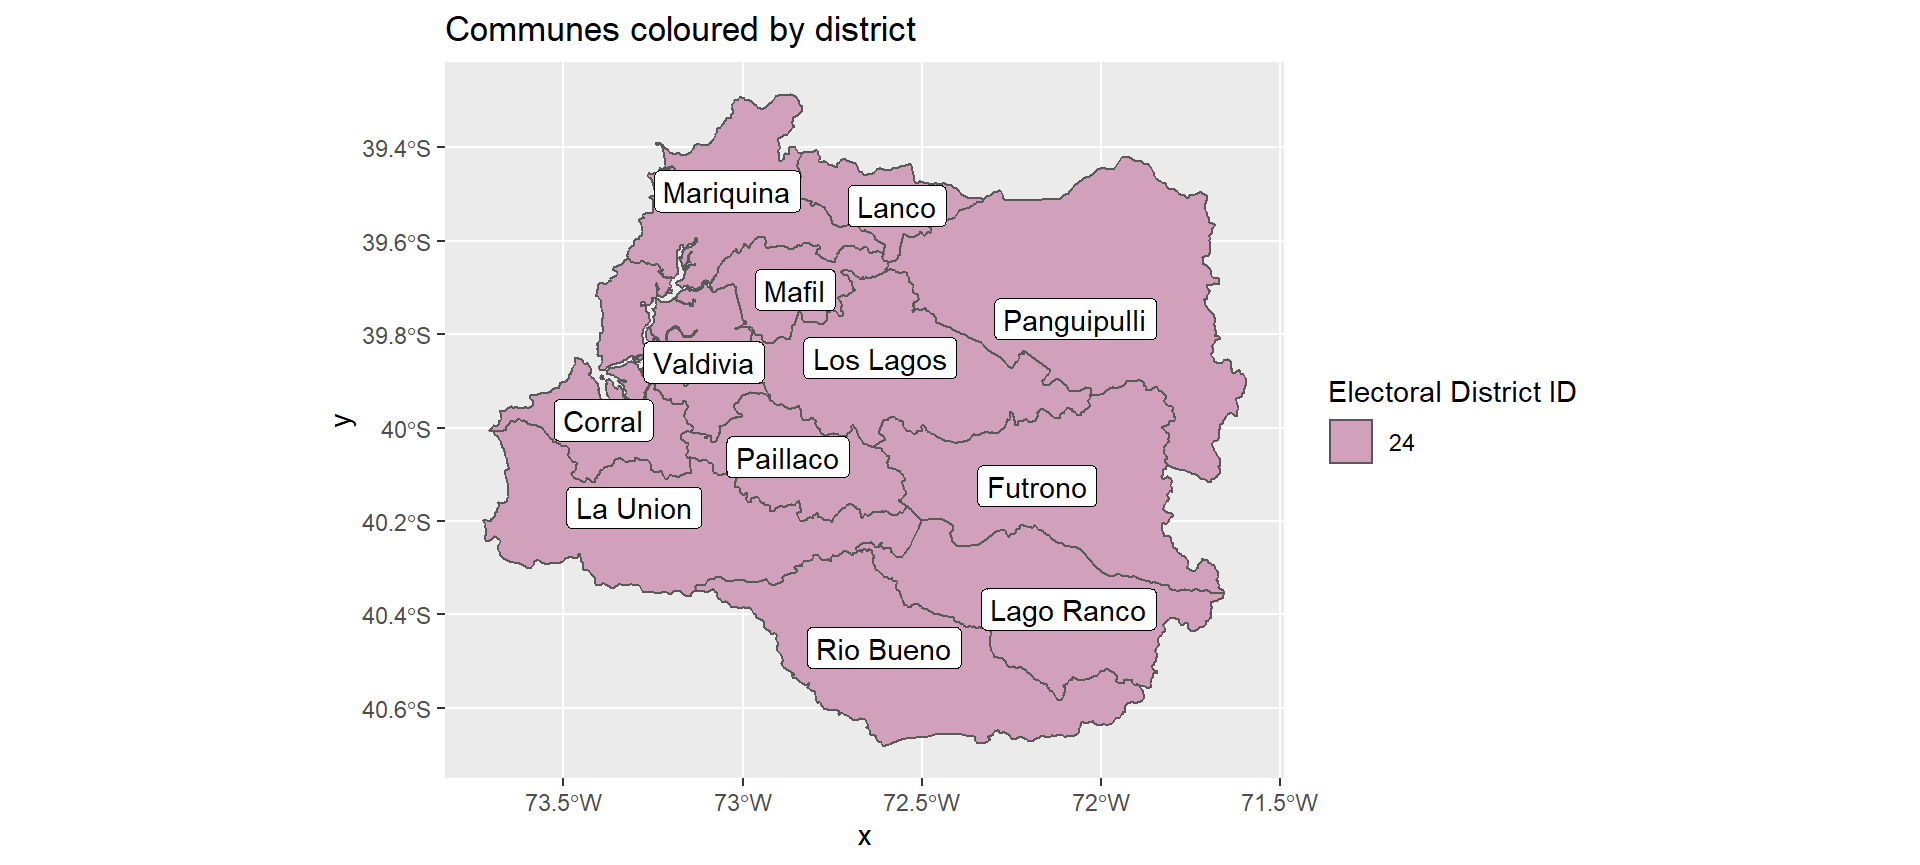 Communes coloured by district
39.4°S
39.6°S
39.8°S
40°S
40.2°S
40.4°S
40.6°S
y
Mariquina
Lanco
Mafil
Panguipulli
Valdivia
Los Lagos
Corral
Paillaco
Futrono
La Union
Lago Ranco
Rio Bueno
73.5°W
73°W
72.5°W
72°W
71.5°W
x
Electoral District ID
24